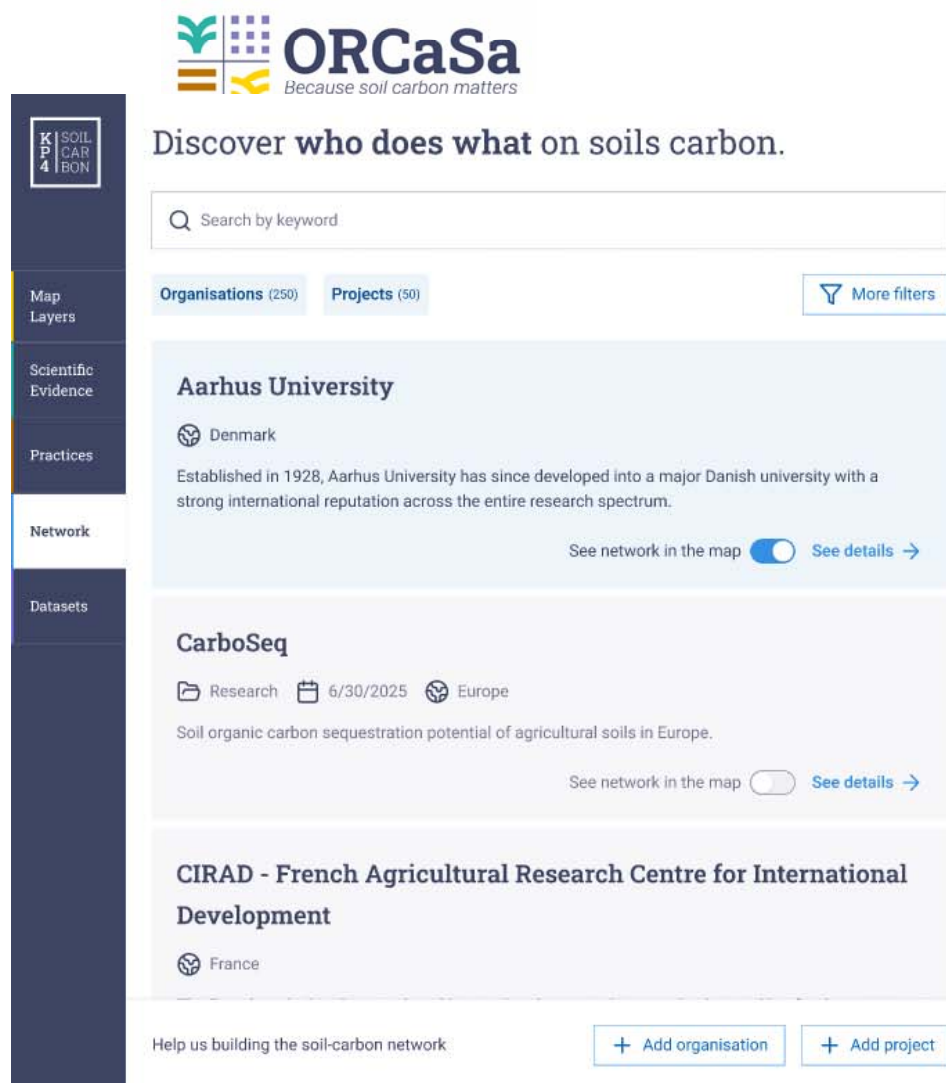 ORCaSa
Because soil carbon matters
K SOIL
P CAR
4 BON
Discover who does what on soils carbon.
Search by keyword
Organisations (250) Projects (50) More filters
Map
Layers
Scientific
Evidence
Practices
Network
Datasets
Aarhus University
Denmark
Established in 1928, Aarhus University has since developed into a major Danish university with a
strong international reputation across the entire research spectrum.
See network in the map See details →
CarboSeq
Research 6/30/2025 Europe
Soil organic carbon sequestration potential of agricultural soils in Europe.
See network in the map See details →
CIRAD - French Agricultural Research Centre for International
Development
France
Help us building the soil-carbon network + Add organisation + Add project